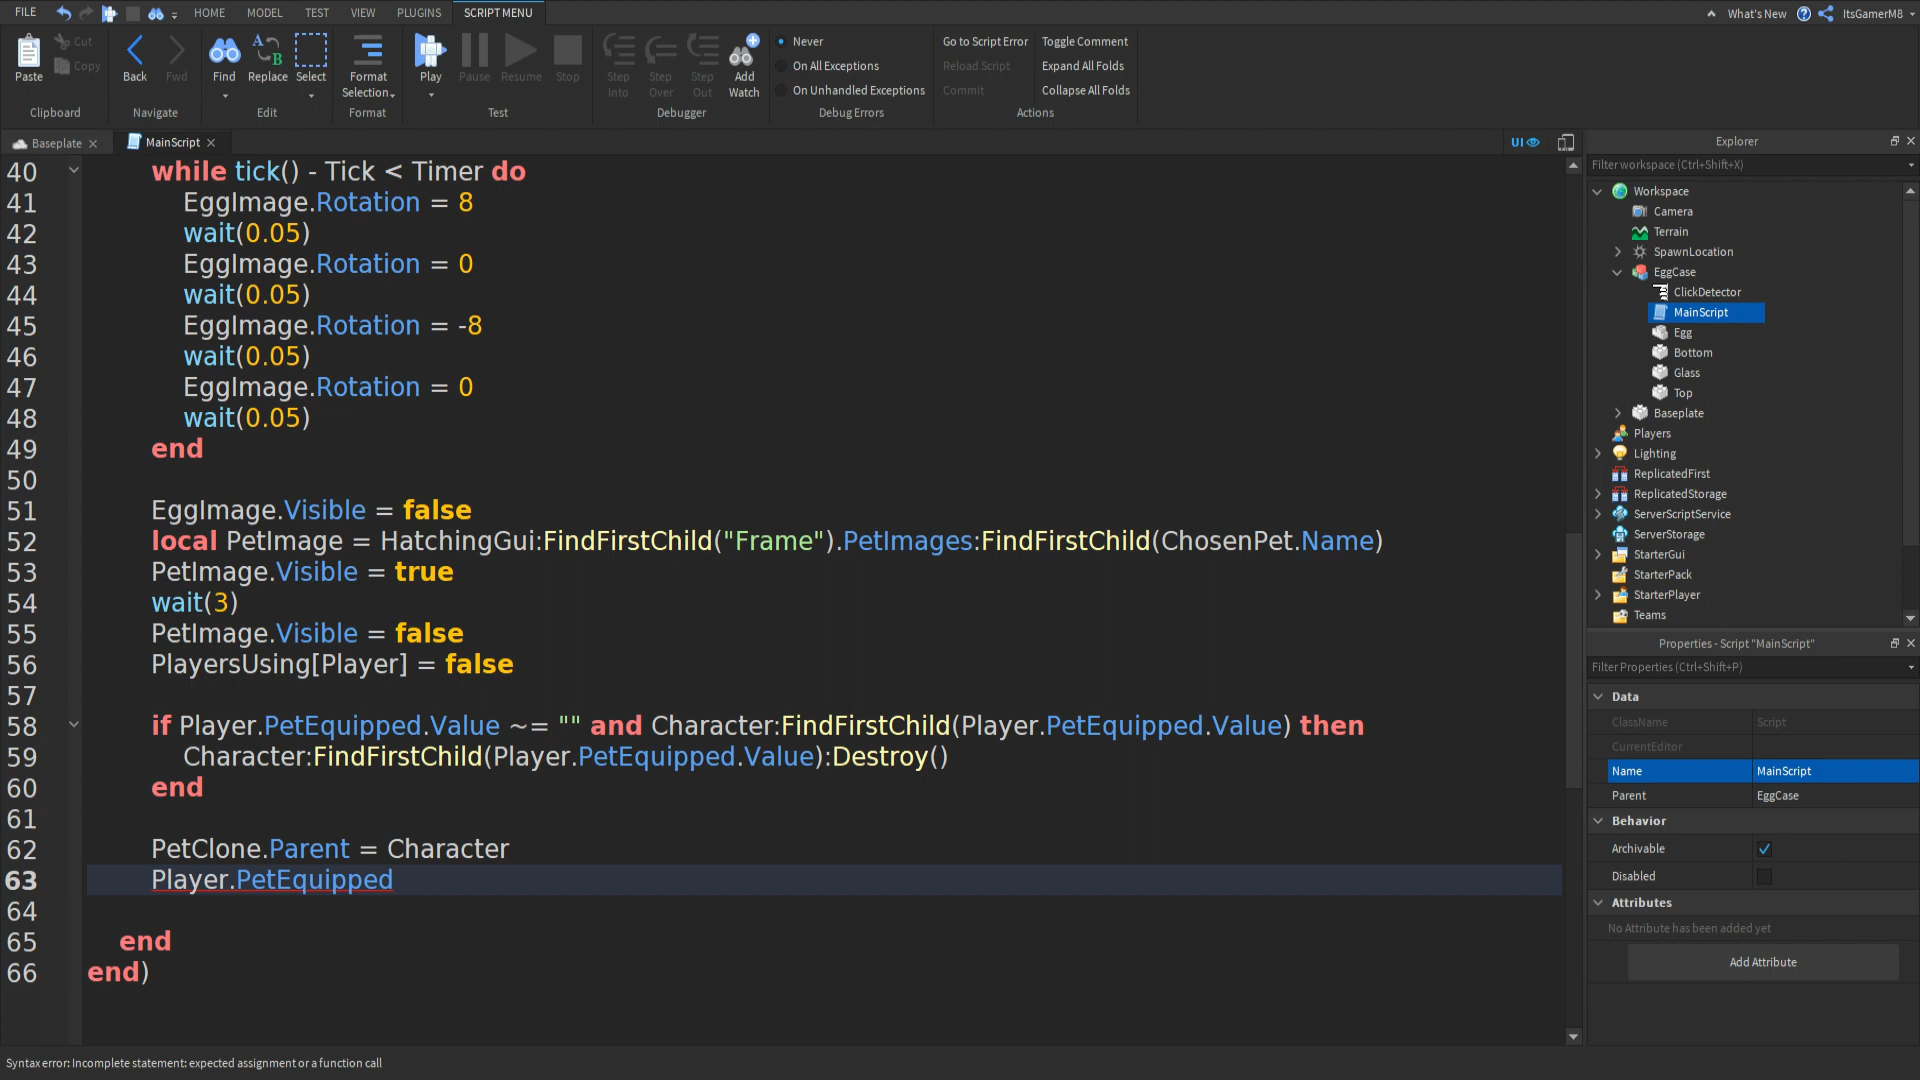 FILE HOME MODEL TEST VIEW PLUGINS SCRIPT MENU What's New ItsGamerM8
Paste Cut Copy Clipboard
Back Fwd Navigate
Find Replace Select Edit
Format Selection Format
Play Pause Resume Stop Test
Step Into Step Over Step Out Add Watch Debugger
Never
On All Exceptions
On Unhandled Exceptions
Debug Errors
Go to Script Error Toggle Comment
Reload Script Expand All Folds
Commit Collapse All Folds
Actions
Baseplate MainScript UI
40 while tick() - Tick < Timer do
41 EggImage.Rotation = 8
42 wait(0.05)
43 EggImage.Rotation = 0
44 wait(0.05)
45 EggImage.Rotation = -8
46 wait(0.05)
47 EggImage.Rotation = 0
48 wait(0.05)
49 end
50
51 EggImage.Visible = false
52 local PetImage = HatchingGui:FindFirstChild("Frame").PetImages:FindFirstChild(ChosenPet.Name)
53 PetImage.Visible = true
54 wait(3)
55 PetImage.Visible = false
56 PlayersUsing[Player] = false
57
58 if Player.PetEquipped.Value ~= "" and Character:FindFirstChild(Player.PetEquipped.Value) then
59 Character:FindFirstChild(Player.PetEquipped.Value):Destroy()
60 end
61
62 PetClone.Parent = Character
63 Player.PetEquipped
64
65 end
66 end)
Explorer
Filter workspace (Ctrl+Shift+X)
Workspace
Camera
Terrain
SpawnLocation
EggCase
ClickDetector
MainScript
Egg
Bottom
Glass
Top
Baseplate
Players
Lighting
ReplicatedFirst
ReplicatedStorage
ServerScriptService
ServerStorage
StarterGui
StarterPack
StarterPlayer
Teams
Properties - Script "MainScript"
Filter Properties (Ctrl+Shift+P)
Data
ClassName Script
CurrentEditor
Name MainScript
Parent EggCase
Behavior
Archivable
Disabled
Attributes
No Attribute has been added yet
Add Attribute
Syntax error: Incomplete statement: expected assignment or a function call